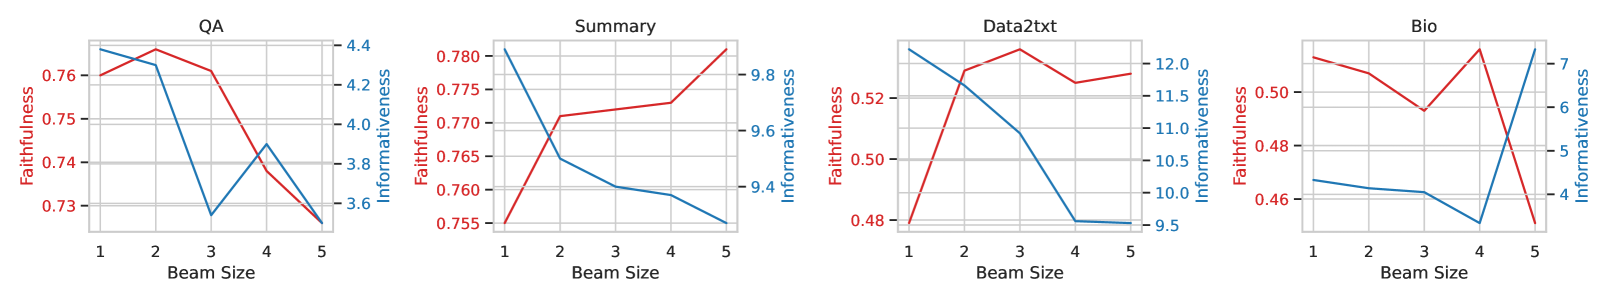 QA
Faithfulness
0.76
0.75
0.74
0.73
4.4
4.2
4.0
3.8
3.6
Informativeness
1 2 3 4 5
Beam Size
Summary
Faithfulness
0.780
0.775
0.770
0.765
0.760
0.755
9.8
9.6
9.4
Informativeness
1 2 3 4 5
Beam Size
Data2txt
Faithfulness
0.52
0.50
0.48
12.0
11.5
11.0
10.5
10.0
9.5
Informativeness
1 2 3 4 5
Beam Size
Bio
Faithfulness
0.50
0.48
0.46
7
6
5
4
Informativeness
1 2 3 4 5
Beam Size